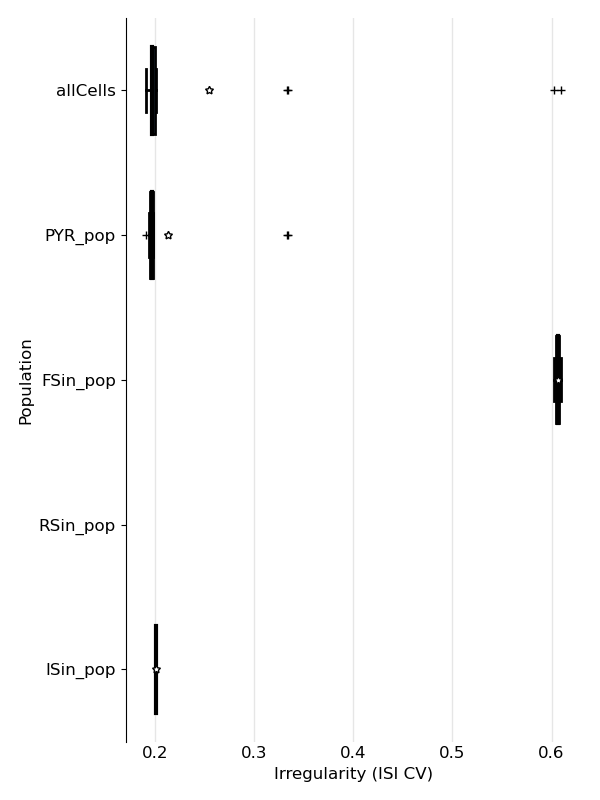 allCells
PYR_pop
FSin_pop
RSin_pop
ISin_pop
Population
0.2 0.3 0.4 0.5 0.6
Irregularity (ISI CV)